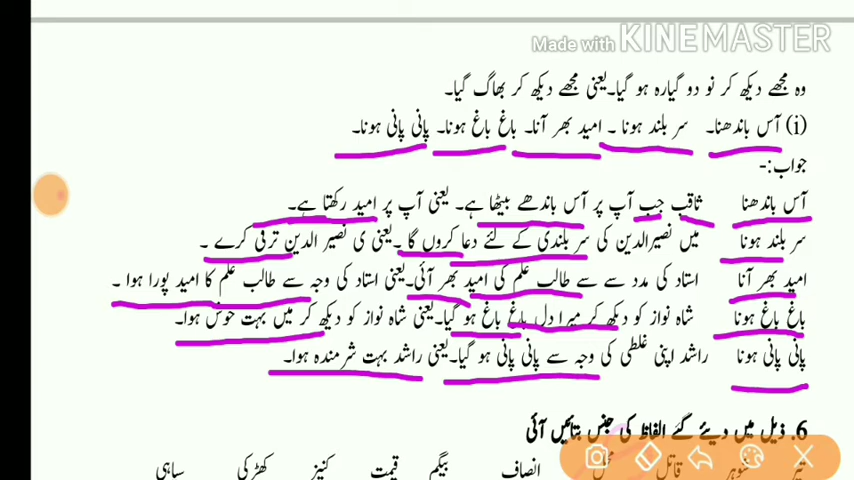 Made with KINEMASTER
وہ مجھے دیکھ کر نو دو گیارہ ہو گیا۔ یعنی مجھے دیکھ کر بھاگ گیا۔
(i) آس باندھنا۔ سر بلند ہونا۔ امید بھر آنا۔ باغ باغ ہونا۔ پانی پانی ہونا۔
جواب:-
آس باندھنا ثاقب جب آپ پر آس باندھے بیٹھا ہے۔ یعنی آپ پر امید رکھتا ہے۔
سر بلند ہونا میں نصیرالدین کی سر بلندی کے لئے دعا کروں گا۔ یعنی ی نصیر الدین ترقی کرے۔
امید بھر آنا استاد کی مدد سے سے طالب علم کی امید بھر آئی۔ یعنی استاد کی وجہ سے طالب علم کا امید پورا ہوا۔
باغ باغ ہونا شاہ نواز کو دکھ کر میرا دل باغ باغ ہو گیا۔ یعنی شاہ نواز کو دیکھ کر میں بہت خوش ہوا۔
پانی پانی ہونا راشد اپنی غلطی کی وجہ سے پانی پانی ہو گیا۔ یعنی راشد بہت شرمندہ ہوا۔
6. ذیل میں دیئے گئے الفاظ کی جنس بتائیں آئی
شوہر قاتل انصاف بیگم قیمت کنیز کھڑکی ساہی